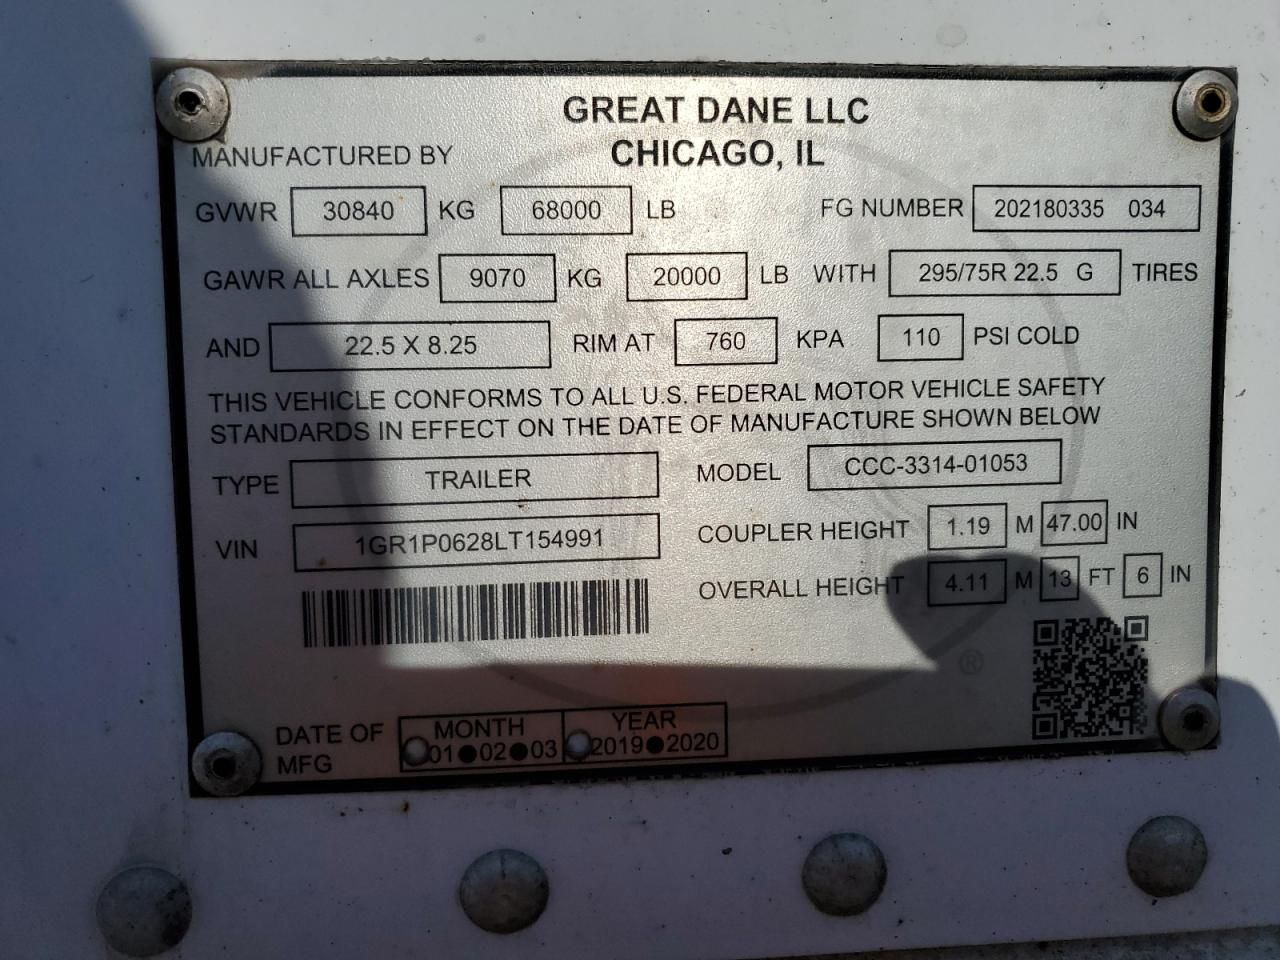 GREAT DANE LLC
MANUFACTURED BY CHICAGO, IL
GVWR 30840 KG 68000 LB FG NUMBER 202180335 034
GAWR ALL AXLES 9070 KG 20000 LB WITH 295/75R 22.5 G TIRES
AND 22.5 X 8.25 RIM AT 760 KPA 110 PSI COLD
THIS VEHICLE CONFORMS TO ALL U.S. FEDERAL MOTOR VEHICLE SAFETY
STANDARDS IN EFFECT ON THE DATE OF MANUFACTURE SHOWN BELOW
TYPE TRAILER MODEL CCC-3314-01053
VIN 1GR1P0628LT154991 COUPLER HEIGHT 1.19 M 47.00 IN
OVERALL HEIGHT 4.11 M 13 FT 6 IN
®
DATE OF MFG MONTH YEAR
01 02 03 2019 2020